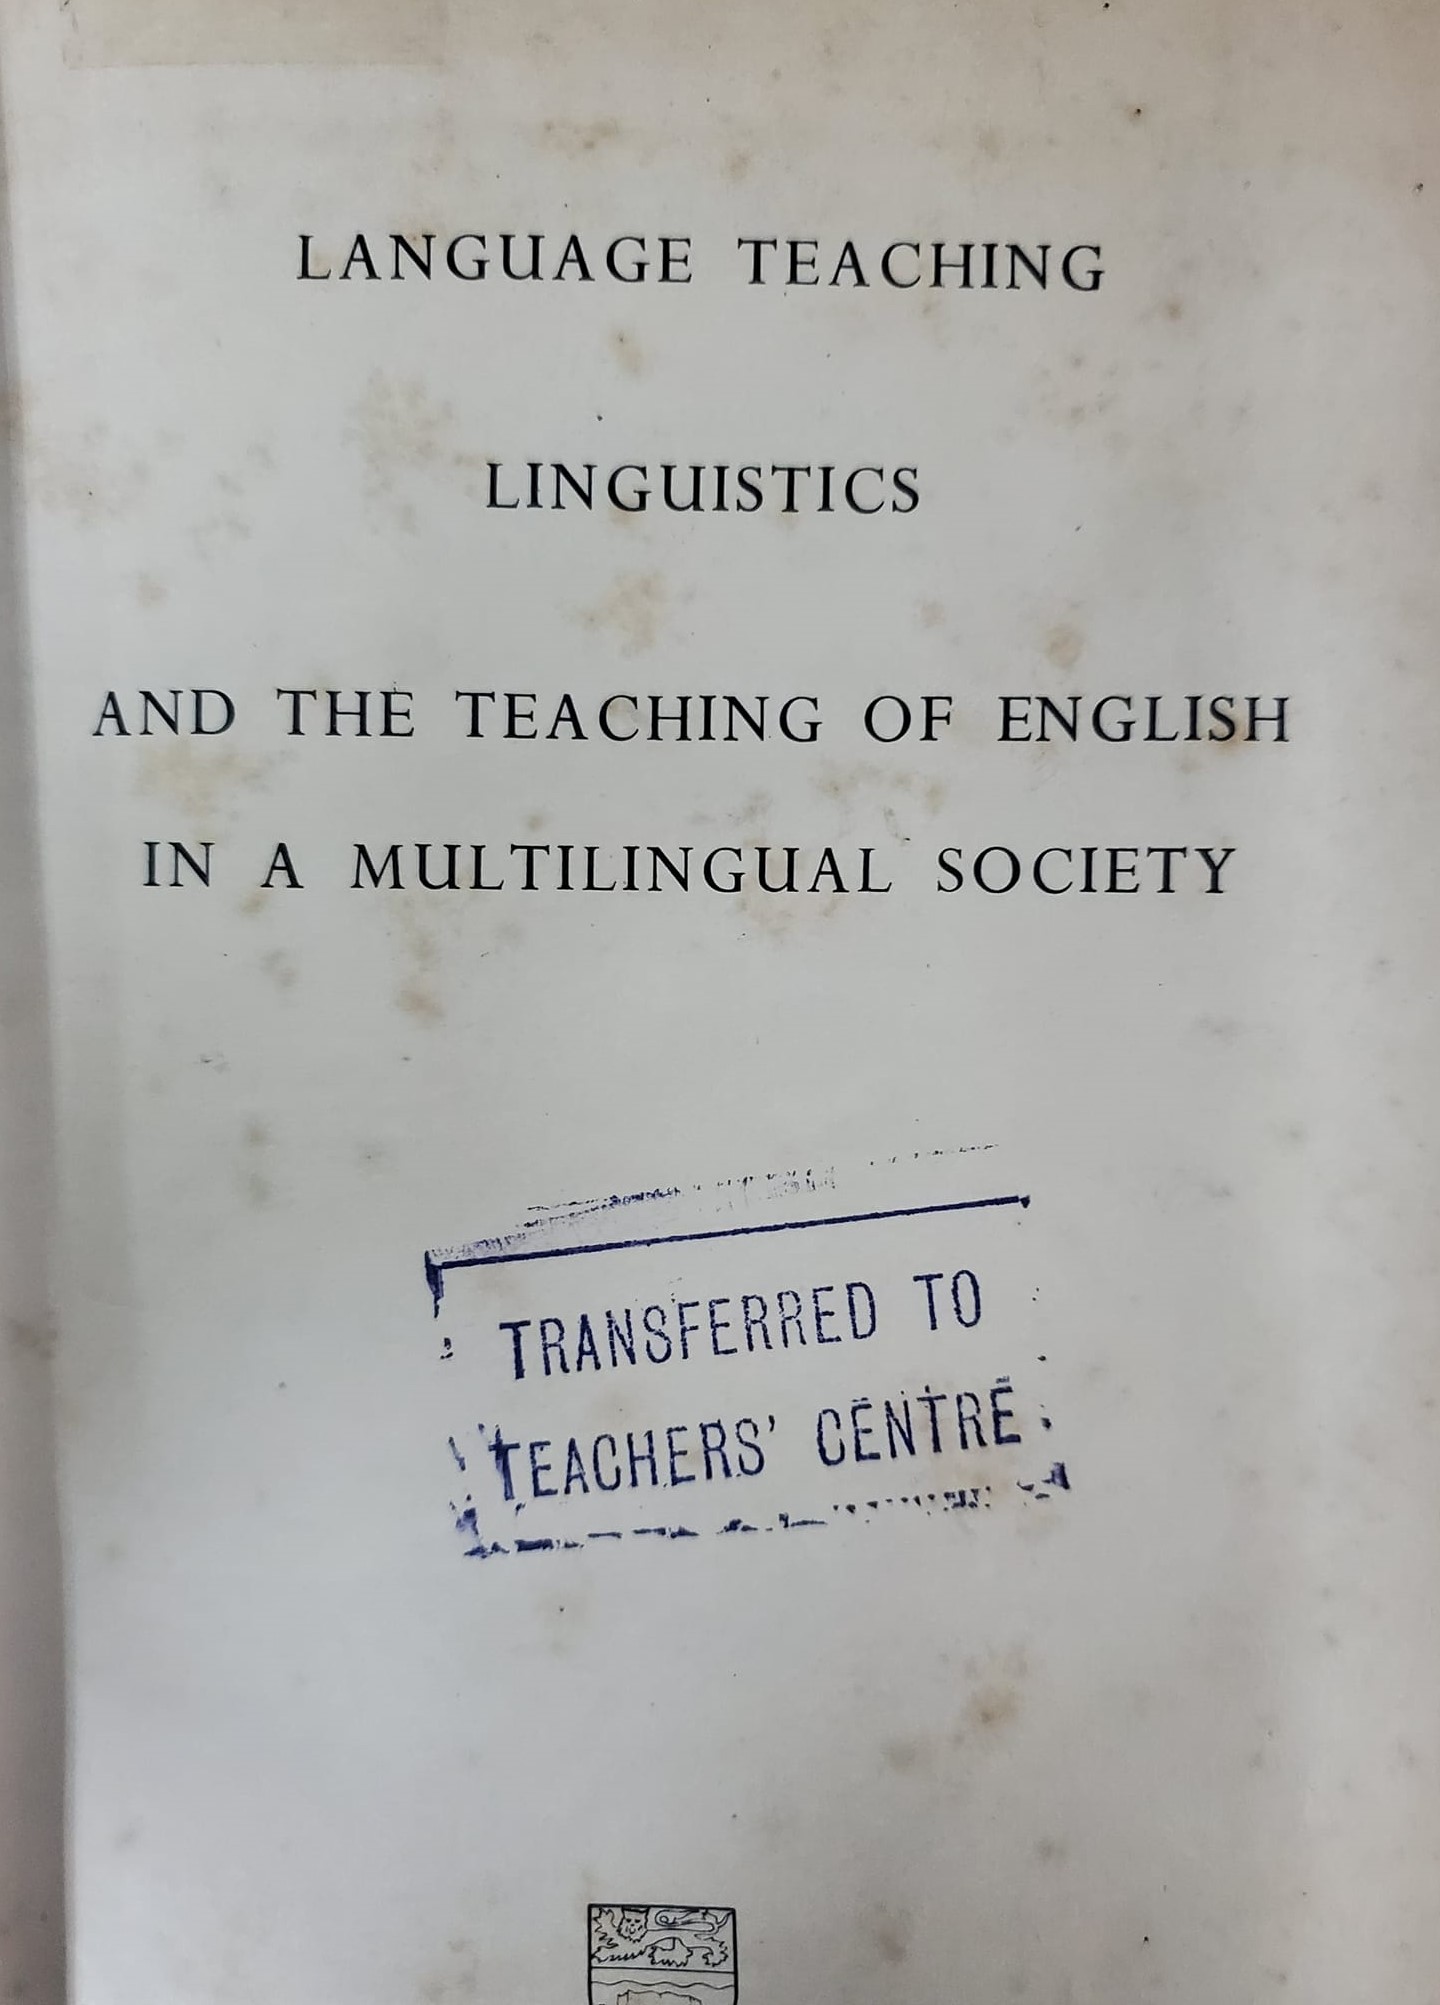 LANGUAGE TEACHING
LINGUISTICS
AND THE TEACHING OF ENGLISH
IN A MULTILINGUAL SOCIETY
TRANSFERRED TO
TEACHERS' CENTRE